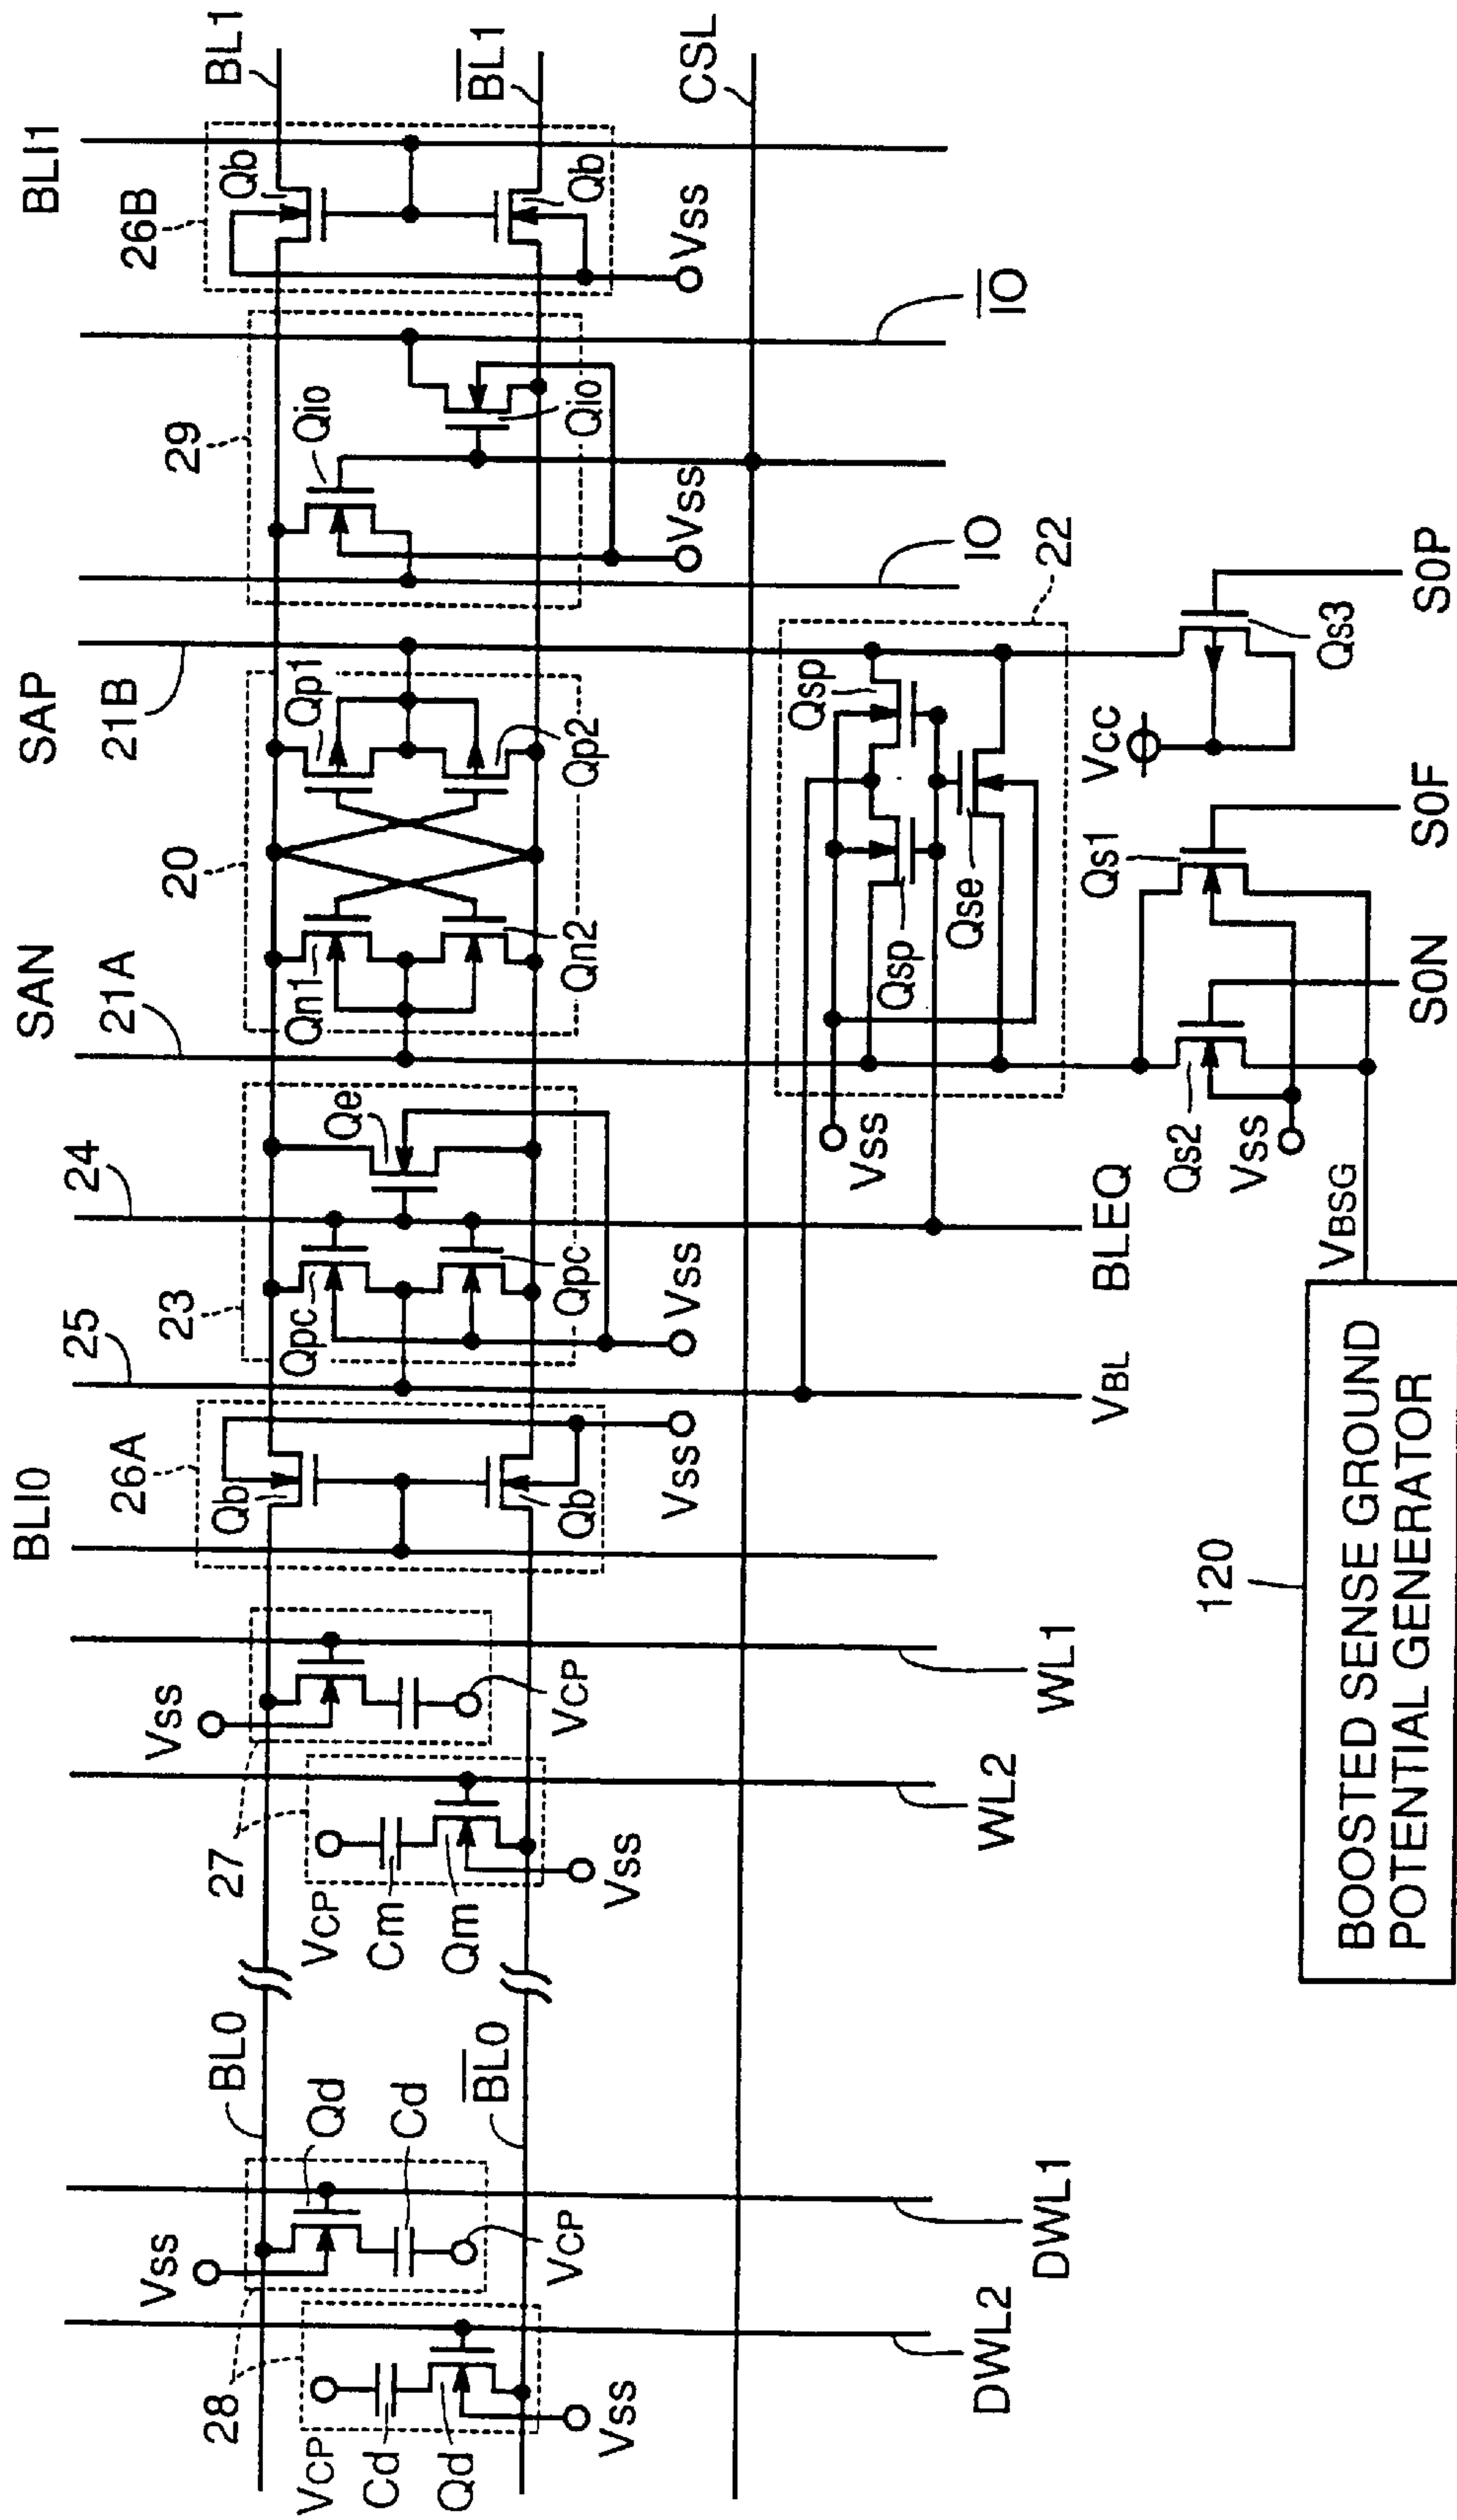 BLI0
SAN
SAP
BLI1
25
24
21A
21B
26A
23
20
29
26B
27
28
Vss
Vss
BL0
BL1
Qb
Qpc
Qe
Qn1
Qp1
Qio
Qb
Qd
Cd
VCP
Cd
Qd
VCP
Vss
BL0
VCP
Cm
Qm
VCP
Vss
Qb
Vss
Qpc
Vss
Qn2
Qp2
Qio
Vss
Qb
Vss
BL1
CSL
DWL2
DWL1
WL2
WL1
VBL
BLEQ
Vss
Qsp
Qse
Qsp
22
IO
IO
120
BOOSTED SENSE GROUND
POTENTIAL GENERATOR
VBSG
Vss
Qs2
Qs1
VCC
Qs3
SON
SOF
SOP